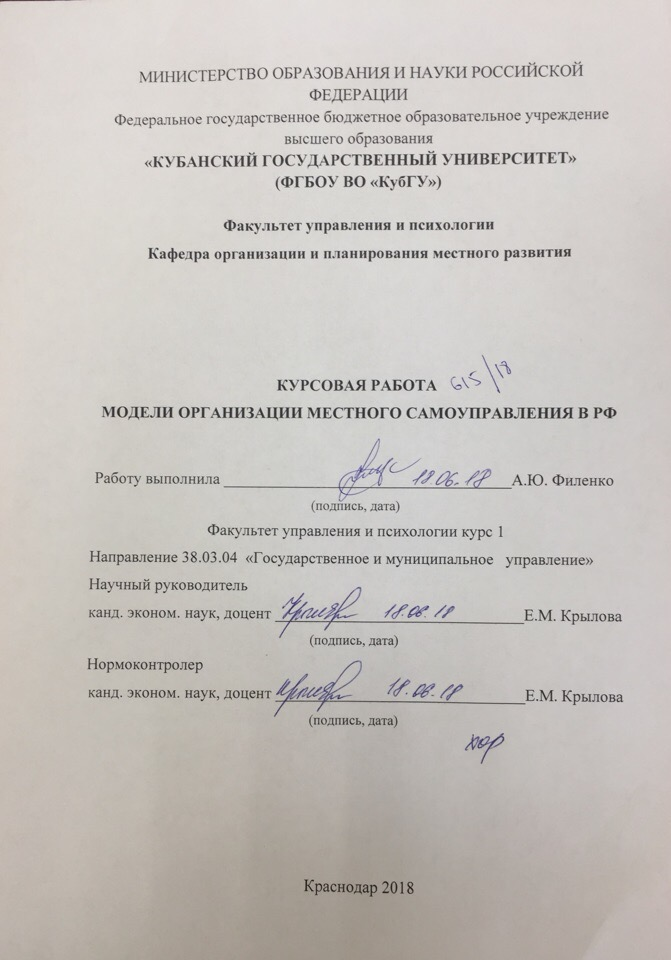 МИНИСТЕРСТВО ОБРАЗОВАНИЯ И НАУКИ РОССИЙСКОЙ
ФЕДЕРАЦИИ
Федеральное государственное бюджетное образовательное учреждение
высшего образования
«КУБАНСКИЙ ГОСУДАРСТВЕННЫЙ УНИВЕРСИТЕТ»
(ФГБОУ ВО «КубГУ»)
Факультет управления и психологии
Кафедра организации и планирования местного развития
КУРСОВАЯ РАБОТА 615/18
МОДЕЛИ ОРГАНИЗАЦИИ МЕСТНОГО САМОУПРАВЛЕНИЯ В РФ
Работу выполнила 18.06.18 А.Ю. Филенко
(подпись, дата)
Факультет управления и психологии курс 1
Направление 38.03.04 «Государственное и муниципальное управление»
Научный руководитель
канд. эконом. наук, доцент 18.06.18 Е.М. Крылова
(подпись, дата)
Нормоконтролер
канд. эконом. наук, доцент 18.06.18 Е.М. Крылова
(подпись, дата)
хор
Краснодар 2018